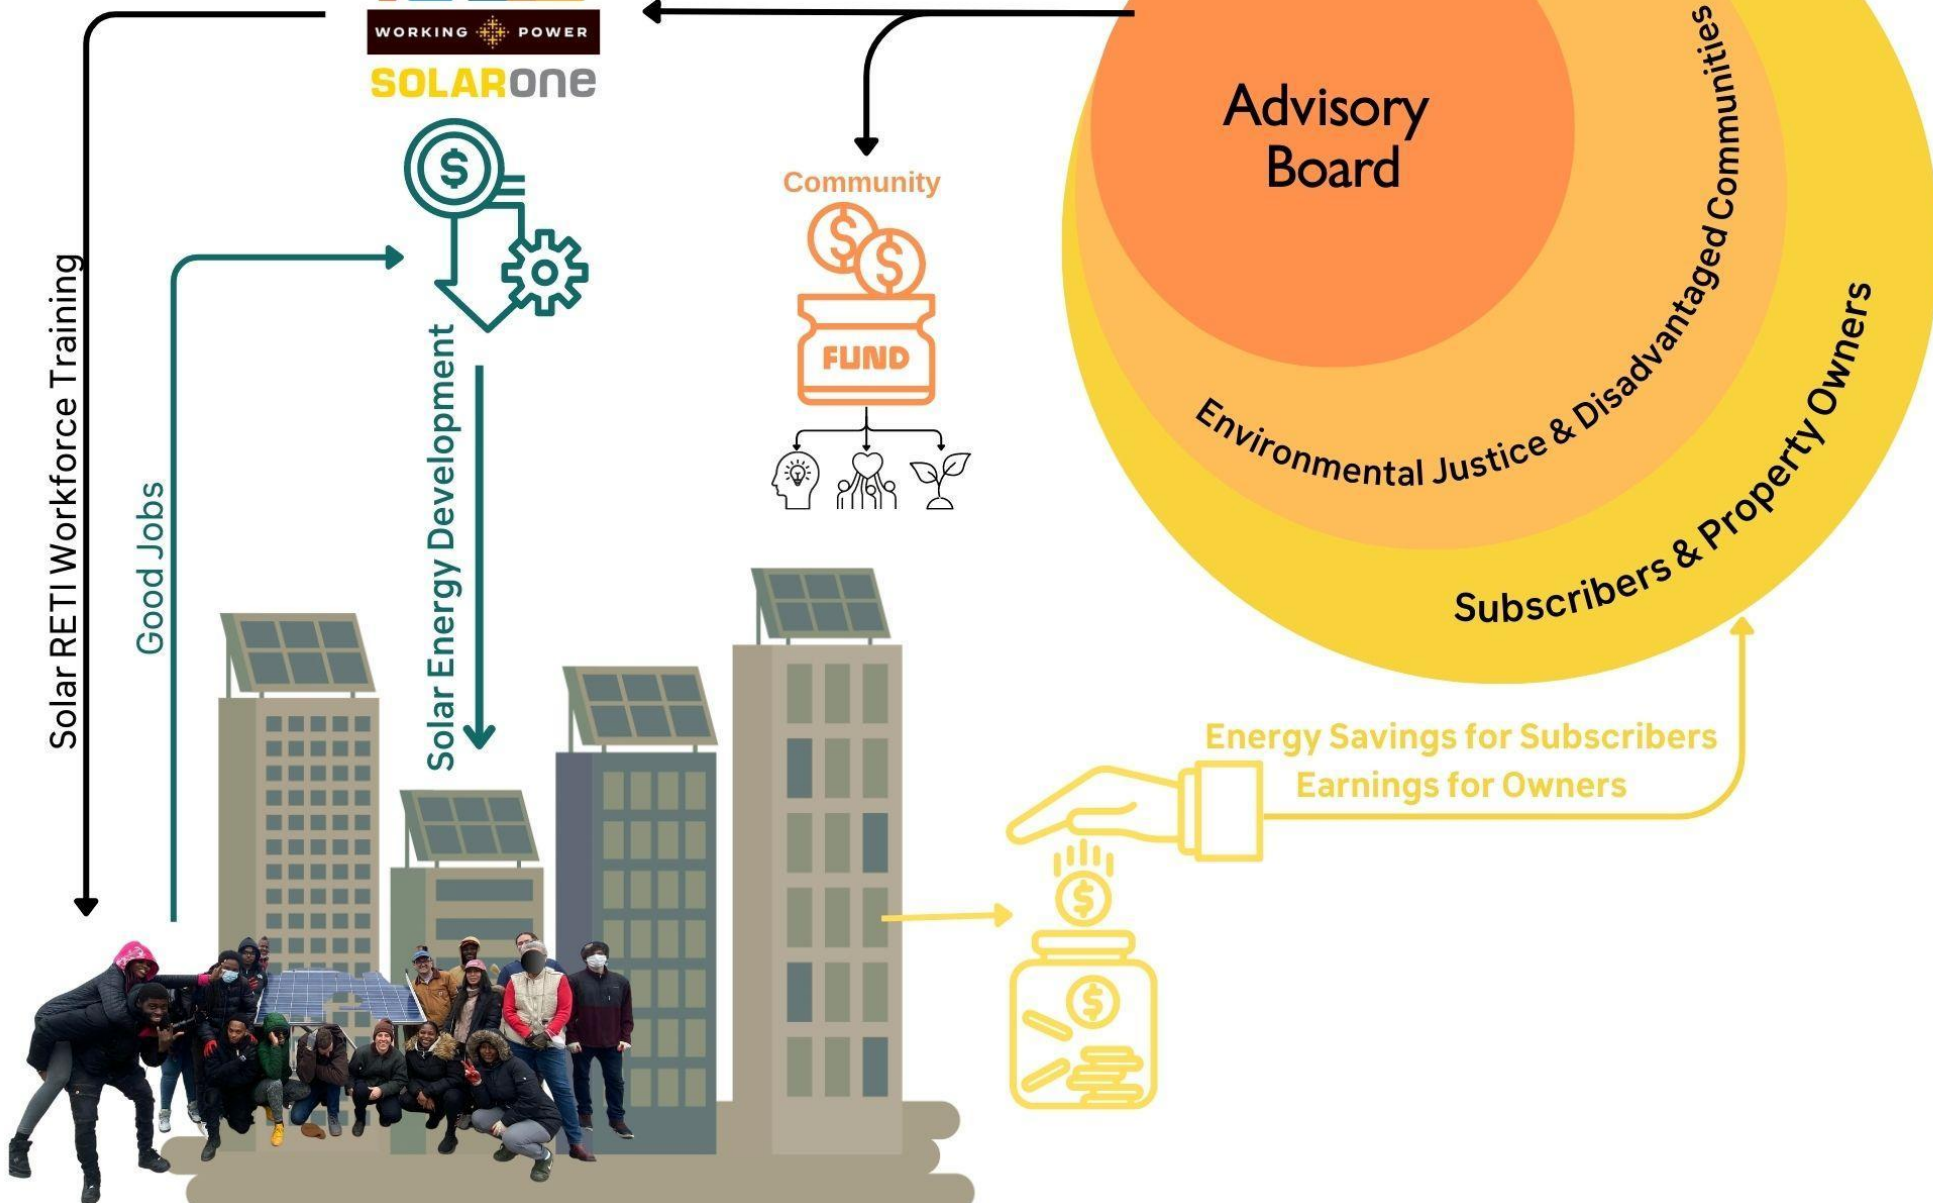 WORKING POWER
SOLARONE
$
Community
$
$
FUND
Advisory
Board
Environmental Justice & Disadvantaged Communities
Subscribers & Property Owners
Solar RETI Workforce Training
Good Jobs
Solar Energy Development
Energy Savings for Subscribers
Earnings for Owners
$
$